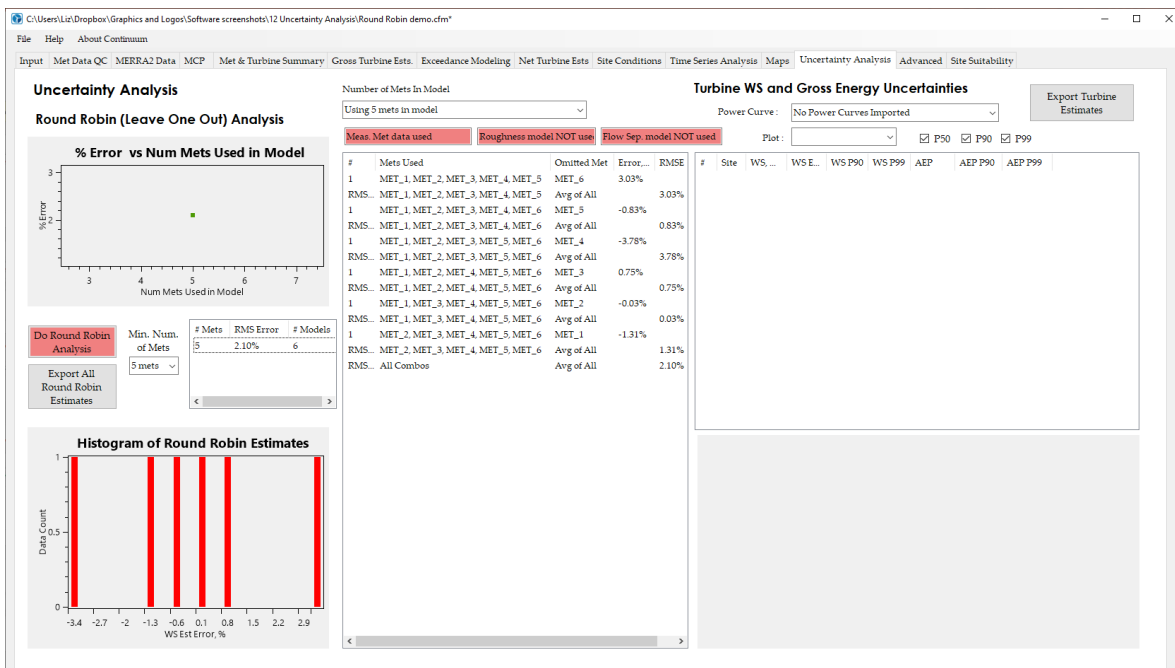 C:\Users\Liz\Dropbox\Graphics and Logos\Software screenshots\12 Uncertainty Analysis\Round Robin demo.cfm*
File Help About Continuum
Input Met Data QC MERRA2 Data MCP Met & Turbine Summary Gross Turbine Ests. Exceedance Modeling Net Turbine Ests Site Conditions Time Series Analysis Maps Uncertainty Analysis Advanced Site Suitability
Uncertainty Analysis
Round Robin (Leave One Out) Analysis
% Error vs Num Mets Used in Model
3
2
% Error
3 4 5 6 7
Num Mets Used in Model
Do Round Robin Analysis
Export All Round Robin Estimates
Min. Num. of Mets
5 mets
# Mets RMS Error # Models
5 2.10% 6
Histogram of Round Robin Estimates
1
0.5
0
Data Count
-3.4 -2.7 -2 -1.3 -0.6 0.1 0.8 1.5 2.2 2.9
WS Est Error, %
Number of Mets In Model
Using 5 mets in model
Meas. Met data used Roughness model NOT use Flow Sep. model NOT used
# Mets Used Omitted Met Error,... RMSE
1 MET_1, MET_2, MET_3, MET_4, MET_5 MET_6 3.03%
RMS... MET_1, MET_2, MET_3, MET_4, MET_5 Avg of All 3.03%
1 MET_1, MET_2, MET_3, MET_4, MET_6 MET_5 -0.83%
RMS... MET_1, MET_2, MET_3, MET_4, MET_6 Avg of All 0.83%
1 MET_1, MET_2, MET_3, MET_5, MET_6 MET_4 -3.78%
RMS... MET_1, MET_2, MET_3, MET_5, MET_6 Avg of All 3.78%
1 MET_1, MET_2, MET_4, MET_5, MET_6 MET_3 0.75%
RMS... MET_1, MET_2, MET_4, MET_5, MET_6 Avg of All 0.75%
1 MET_1, MET_3, MET_4, MET_5, MET_6 MET_2 -0.03%
RMS... MET_1, MET_3, MET_4, MET_5, MET_6 Avg of All 0.03%
1 MET_2, MET_3, MET_4, MET_5, MET_6 MET_1 -1.31%
RMS... MET_2, MET_3, MET_4, MET_5, MET_6 Avg of All 1.31%
RMS... All Combos Avg of All 2.10%
Turbine WS and Gross Energy Uncertainties
Power Curve : No Power Curves Imported
Plot : P50 P90 P99
Export Turbine Estimates
# Site WS, ... WS E... WS P90 WS P99 AEP AEP P90 AEP P99